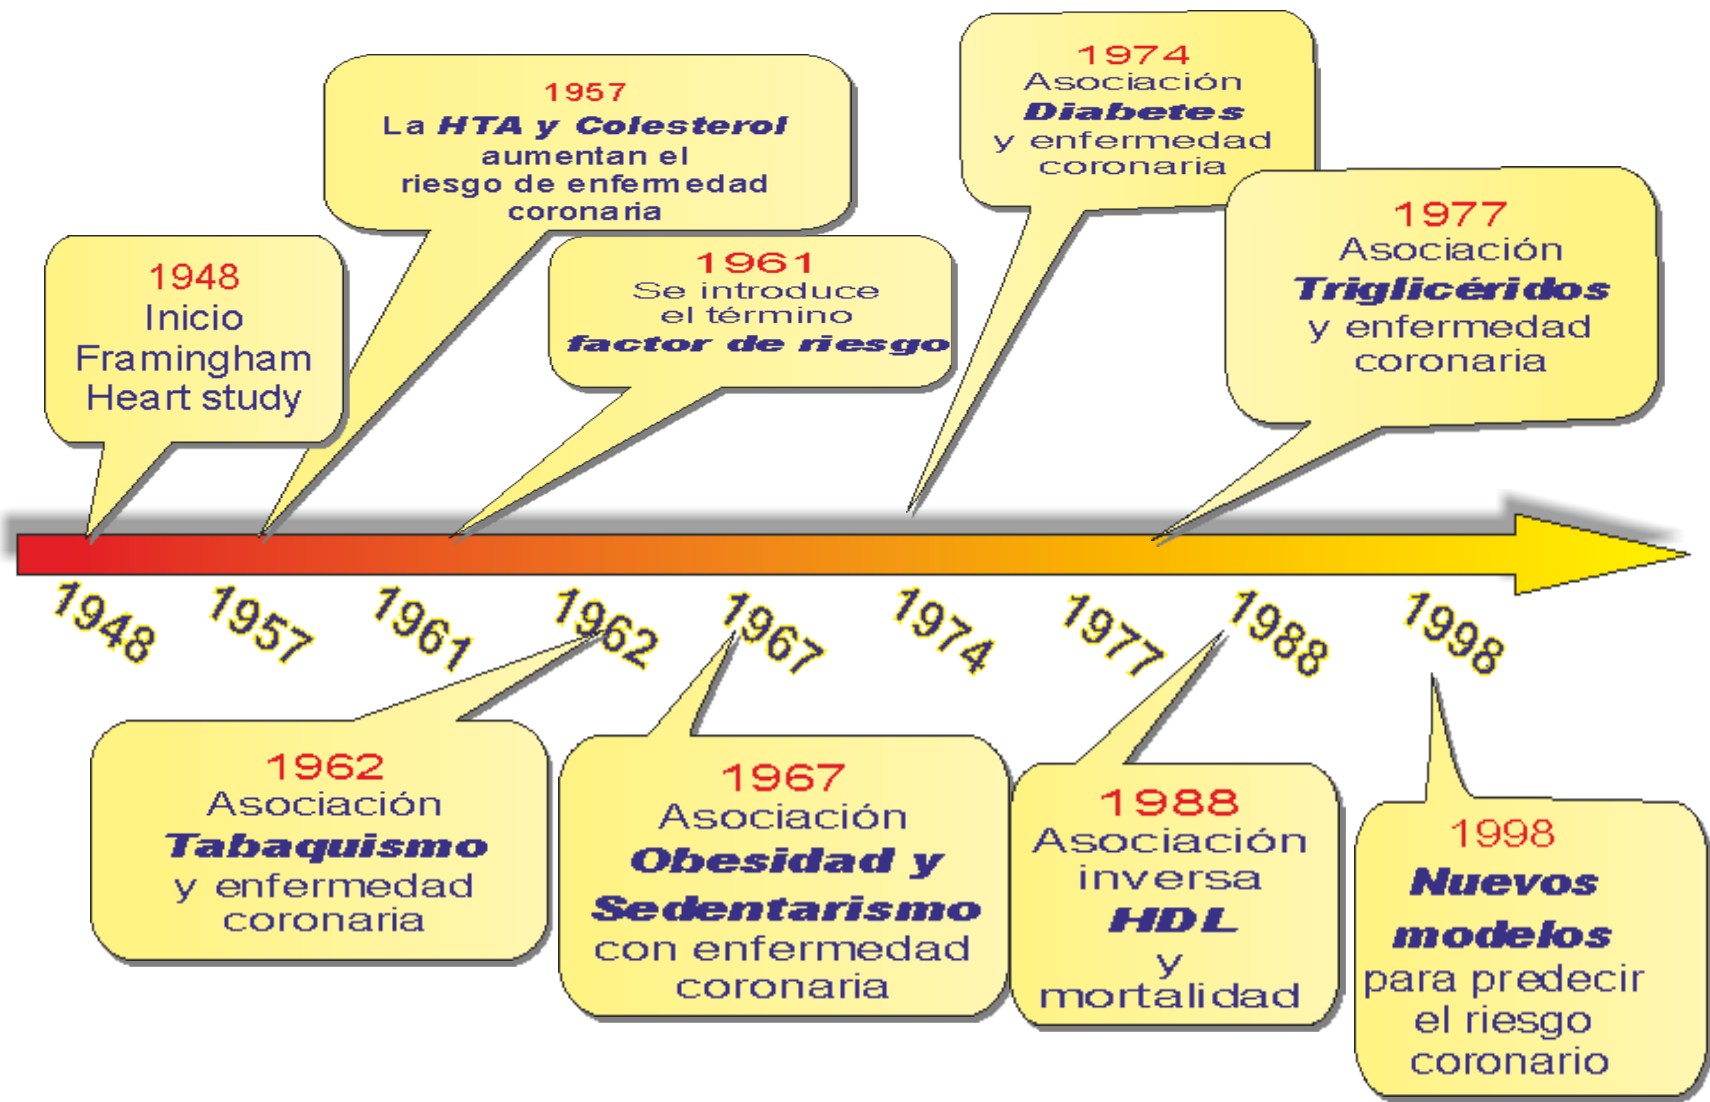 1948
Inicio
Framingham
Heart study
1957
La HTA y Colesterol
aumentan el
riesgo de enfermedad
coronaria
1961
Se introduce
el término
factor de riesgo
1974
Asociación
Diabetes
y enfermedad
coronaria
1977
Asociación
Triglicéridos
y enfermedad
coronaria
1948
1957
1961
1962
1967
1974
1977
1988
1998
1962
Asociación
Tabaquismo
y enfermedad
coronaria
1967
Asociación
Obesidad y
Sedentarismo
con enfermedad
coronaria
1988
Asociación
inversa
HDL
y
mortalidad
1998
Nuevos
modelos
para predecir
el riesgo
coronario